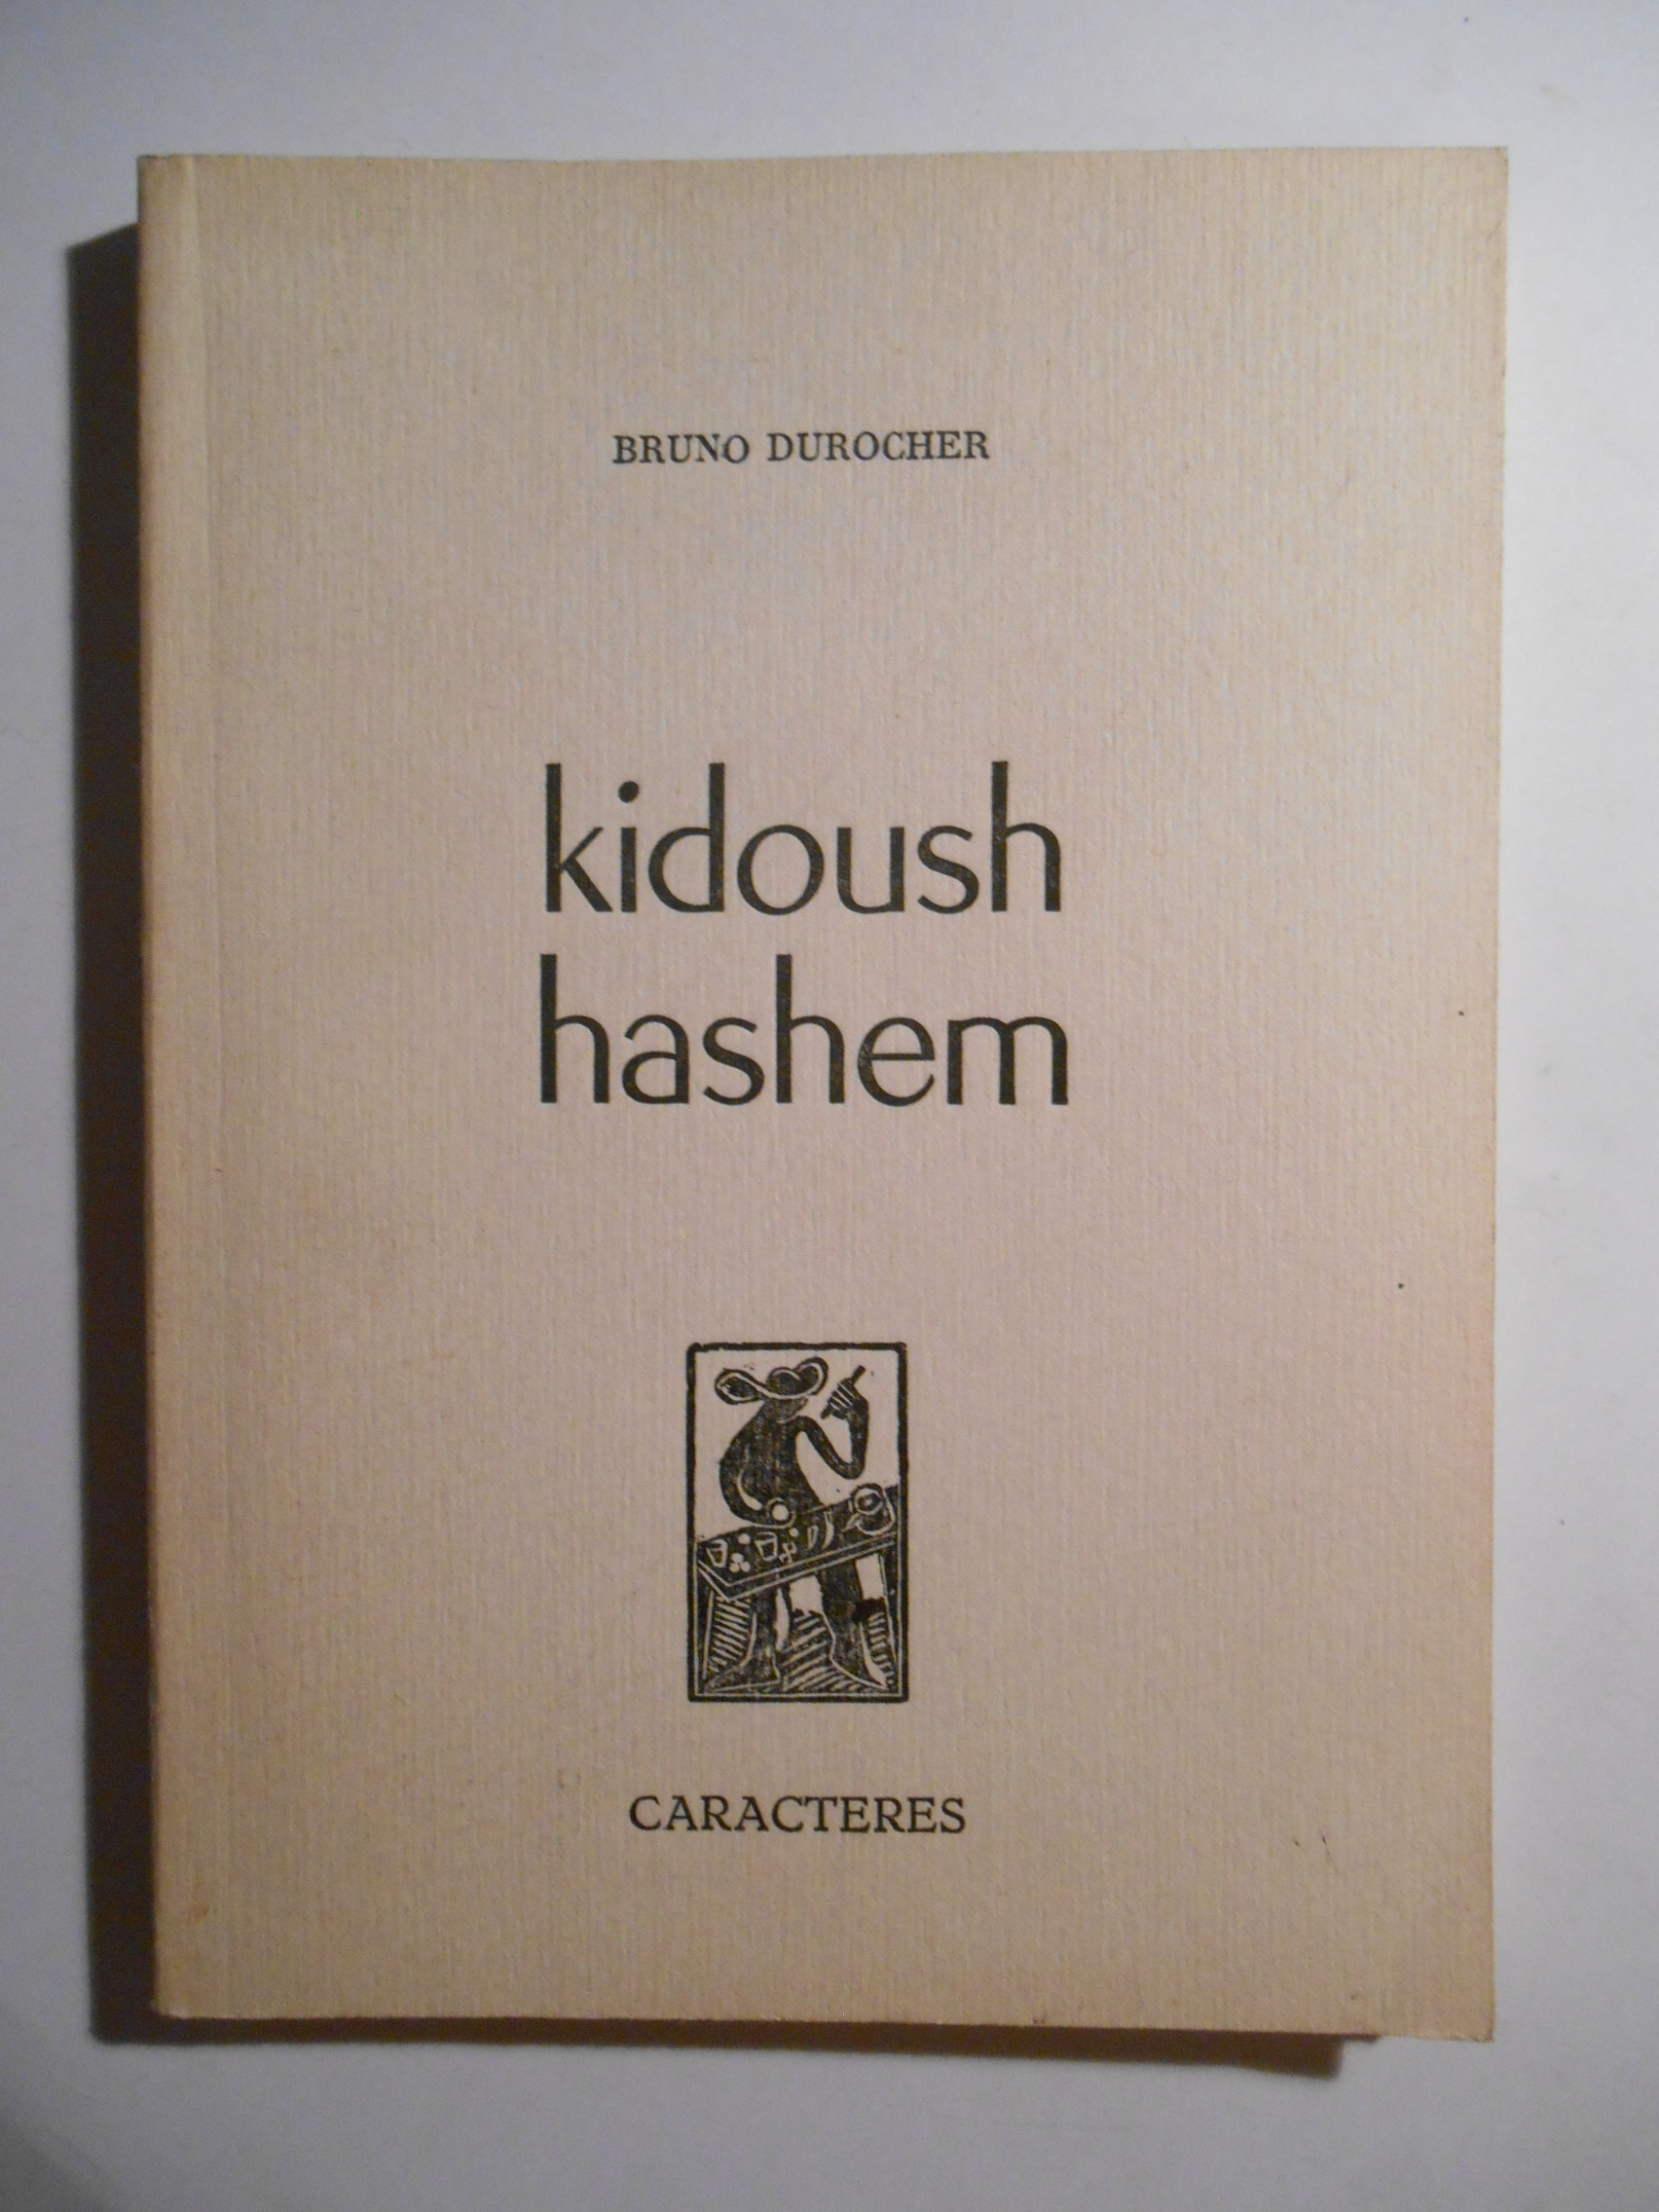 BRUNO DUROCHER
kidoush
hashem
CARACTERES